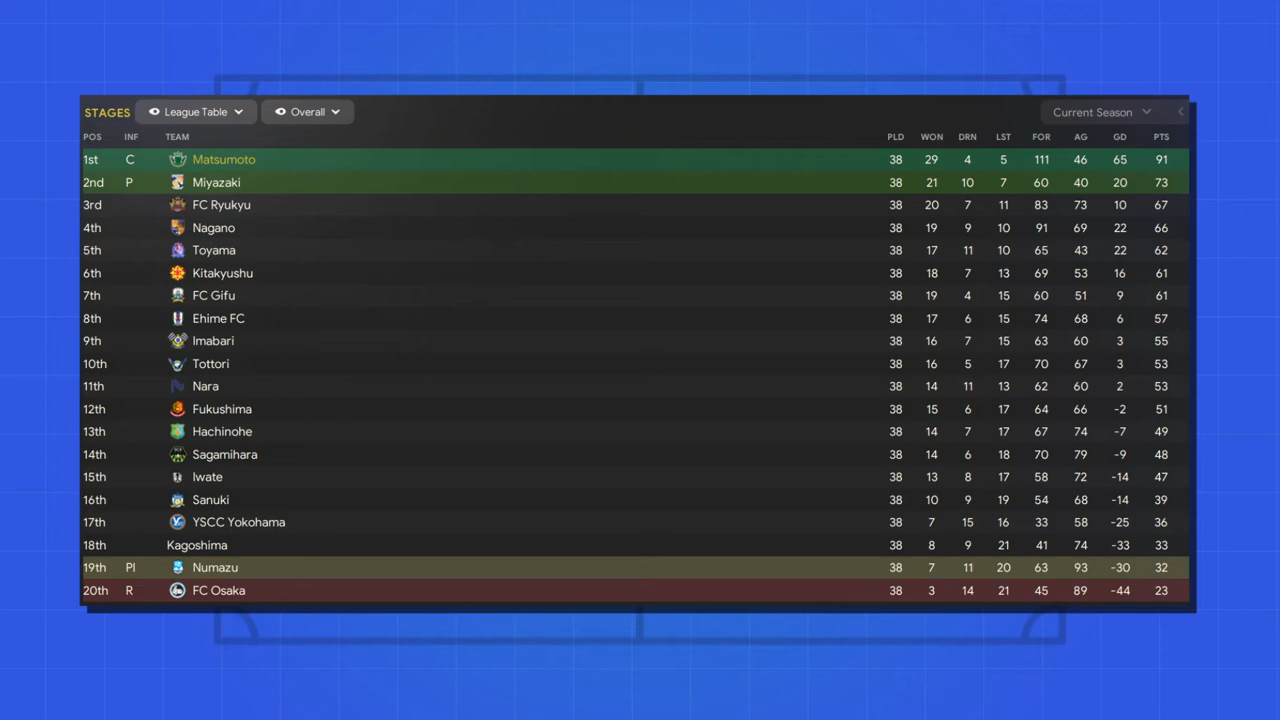 STAGES League Table Overall Current Season
POS INF TEAM PLD WON DRN LST FOR AG GD PTS
1st C Matsumoto 38 29 4 5 111 46 65 91
2nd P Miyazaki 38 21 10 7 60 40 20 73
3rd FC Ryukyu 38 20 7 11 83 73 10 67
4th Nagano 38 19 9 10 91 69 22 66
5th Toyama 38 17 11 10 65 43 22 62
6th Kitakyushu 38 18 7 13 69 53 16 61
7th FC Gifu 38 19 4 15 60 51 9 61
8th Ehime FC 38 17 6 15 74 68 6 57
9th Imabari 38 16 7 15 63 60 3 55
10th Tottori 38 16 5 17 70 67 3 53
11th Nara 38 14 11 13 62 60 2 53
12th Fukushima 38 15 6 17 64 66 -2 51
13th Hachinohe 38 14 7 17 67 74 -7 49
14th Sagamihara 38 14 6 18 70 79 -9 48
15th Iwate 38 13 8 17 58 72 -14 47
16th Sanuki 38 10 9 19 54 68 -14 39
17th YSCC Yokohama 38 7 15 16 33 58 -25 36
18th Kagoshima 38 8 9 21 41 74 -33 33
19th Pl Numazu 38 7 11 20 63 93 -30 32
20th R FC Osaka 38 3 14 21 45 89 -44 23